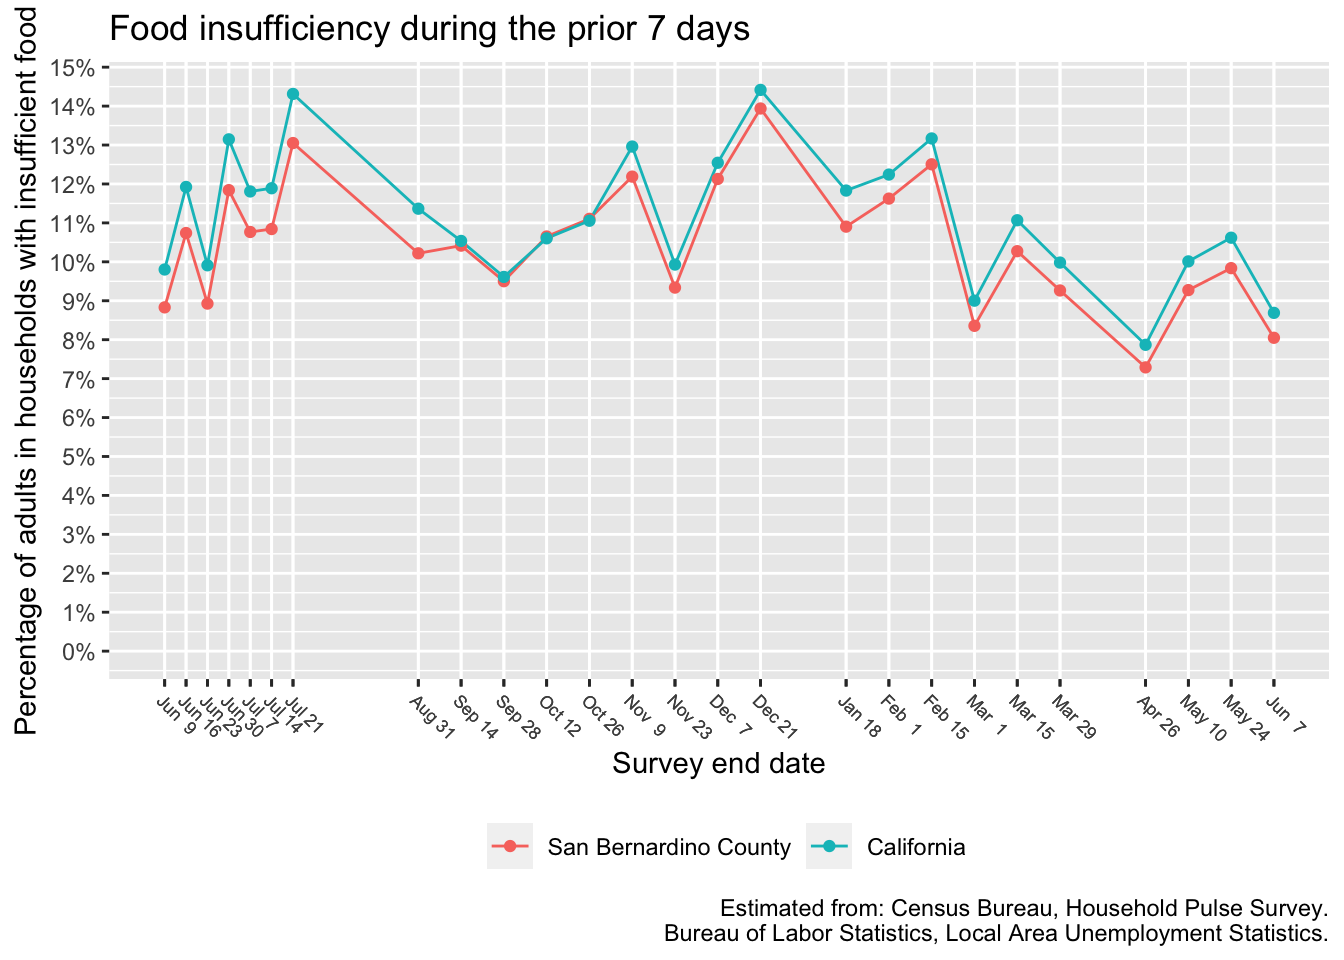 Food insufficiency during the prior 7 days
Percentage of adults in households with insufficient food
15%
14%
13%
12%
11%
10%
9%
8%
7%
6%
5%
4%
3%
2%
1%
0%
Jun 9
Jun 16
Jun 23
Jun 30
Jul 7
Jul 14
Jul 21
Aug 31
Sep 14
Sep 28
Oct 12
Oct 26
Nov 9
Nov 23
Dec 7
Dec 21
Jan 18
Feb 1
Feb 15
Mar 1
Mar 15
Mar 29
Apr 26
May 10
May 24
Jun 7
Survey end date
San Bernardino County
California
Estimated from: Census Bureau, Household Pulse Survey.
Bureau of Labor Statistics, Local Area Unemployment Statistics.